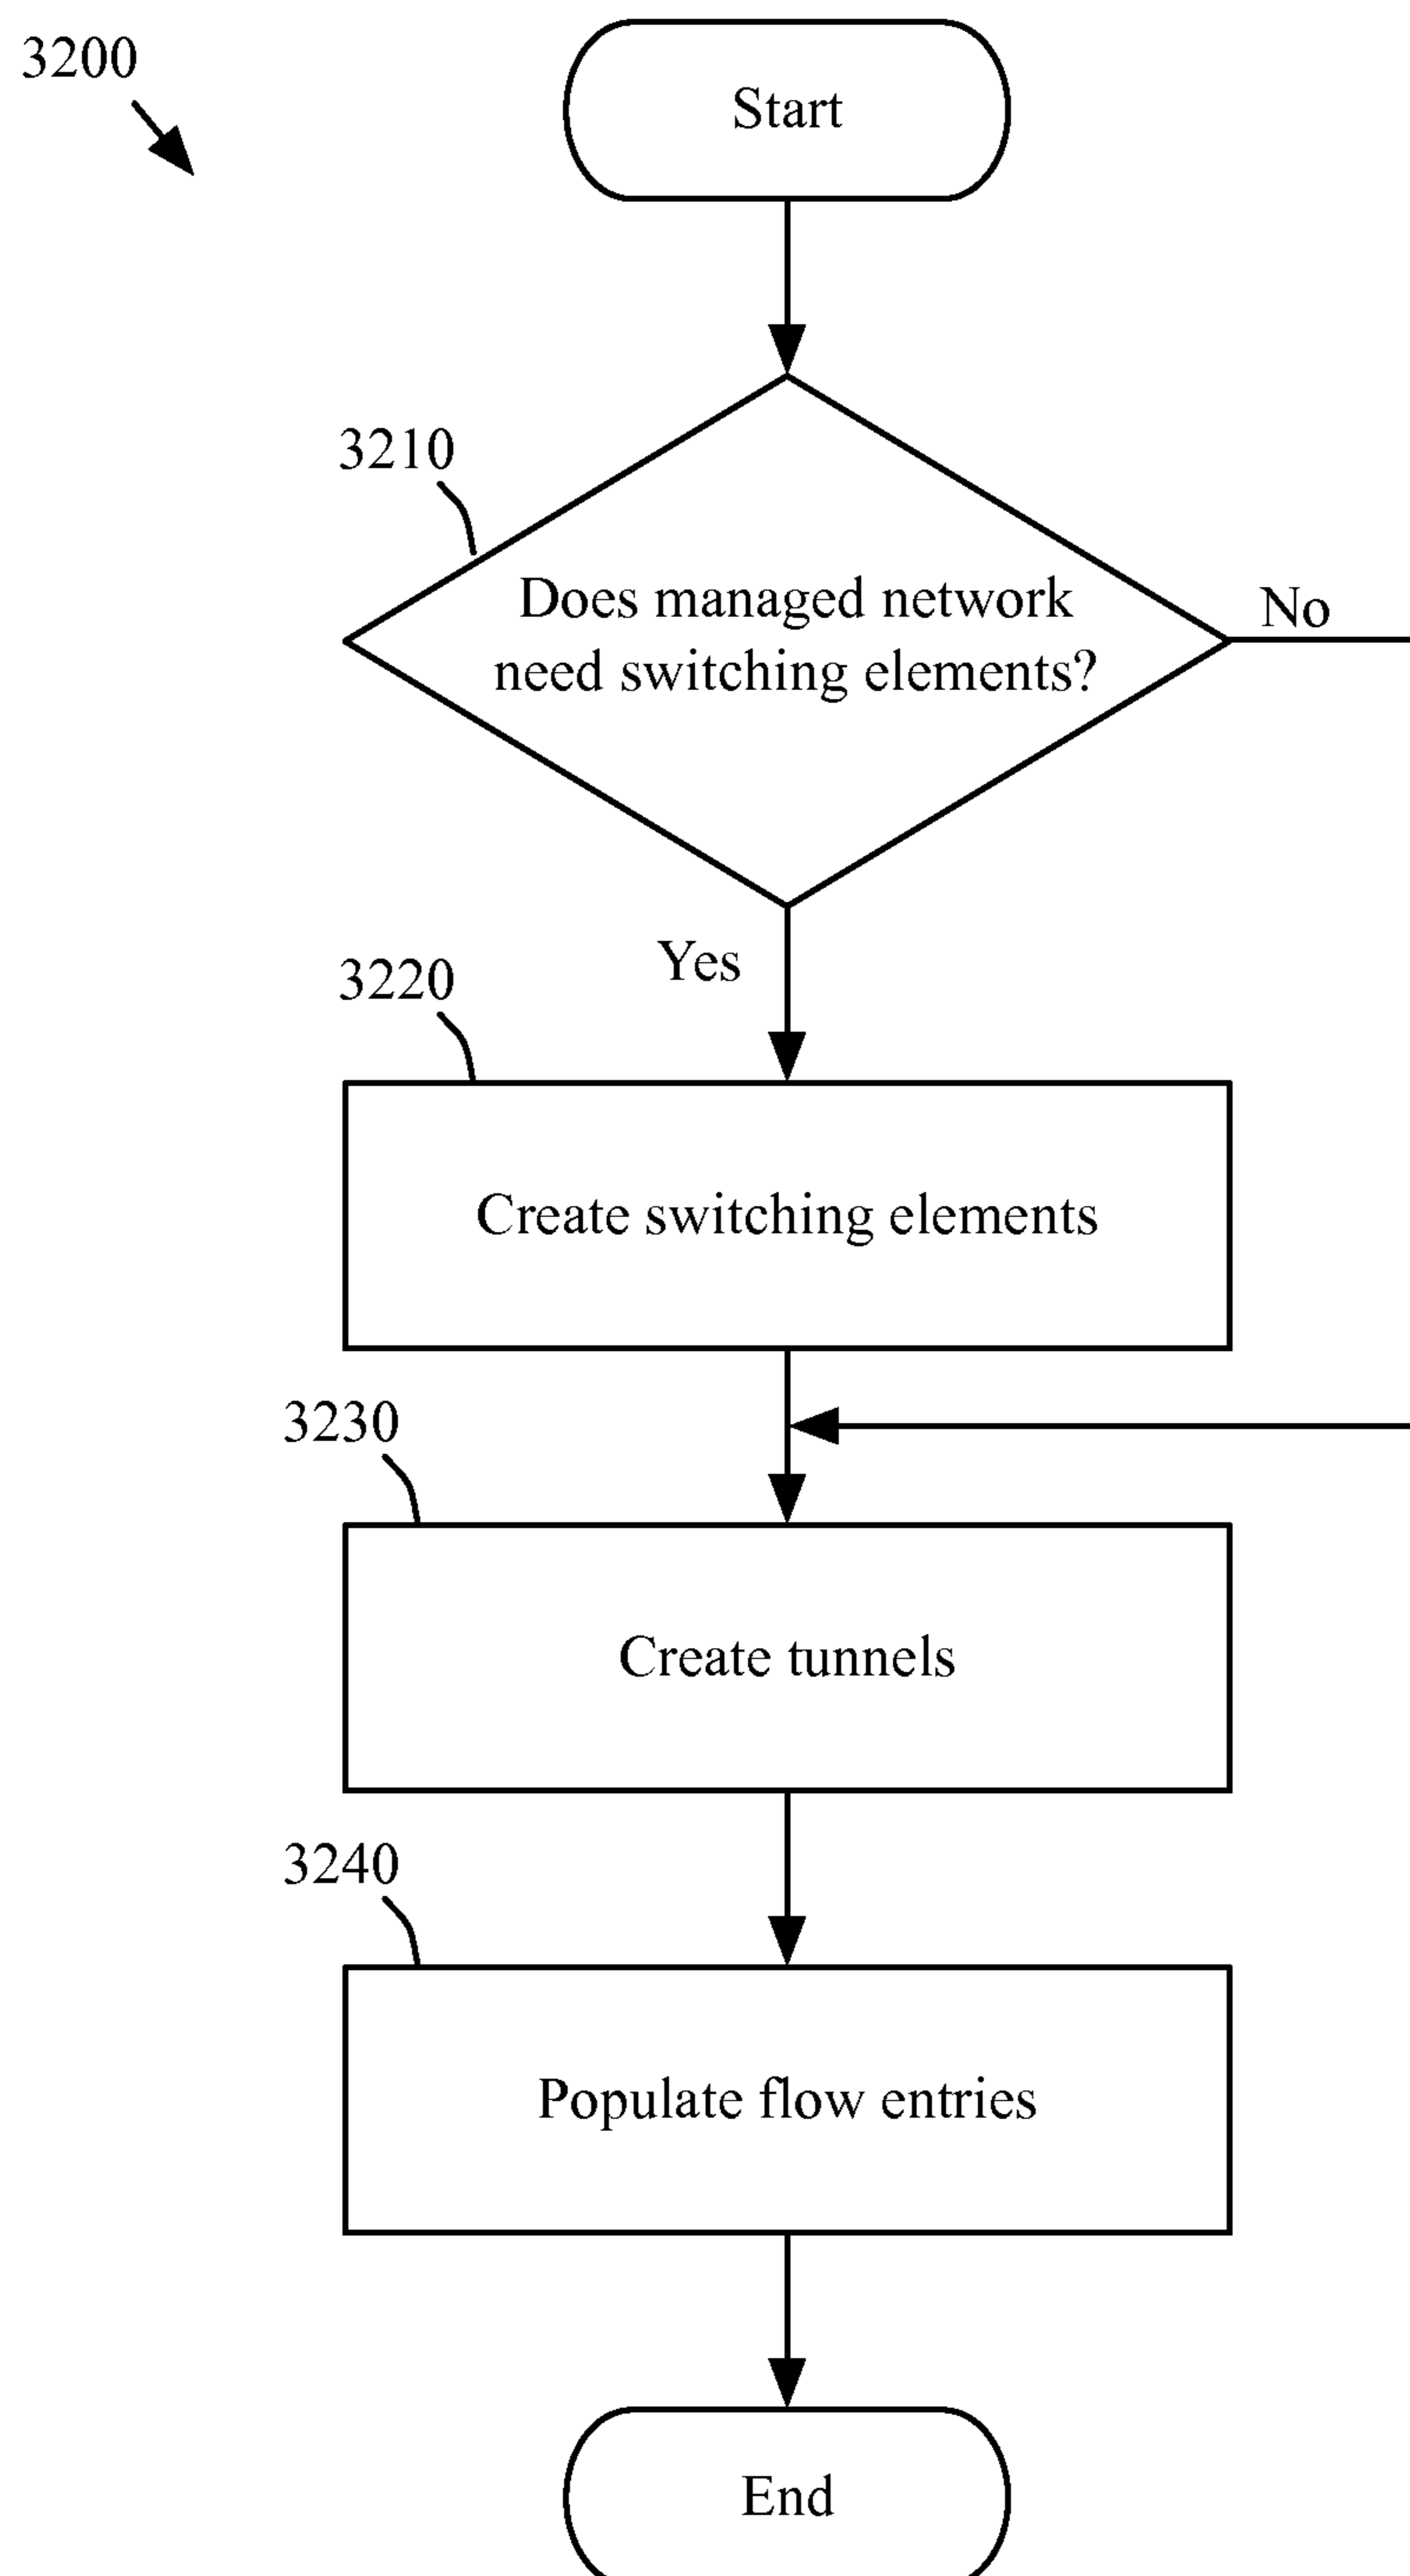 3200
Start
3210
Does managed network
need switching elements?
No
Yes
3220
Create switching elements
3230
Create tunnels
3240
Populate flow entries
End